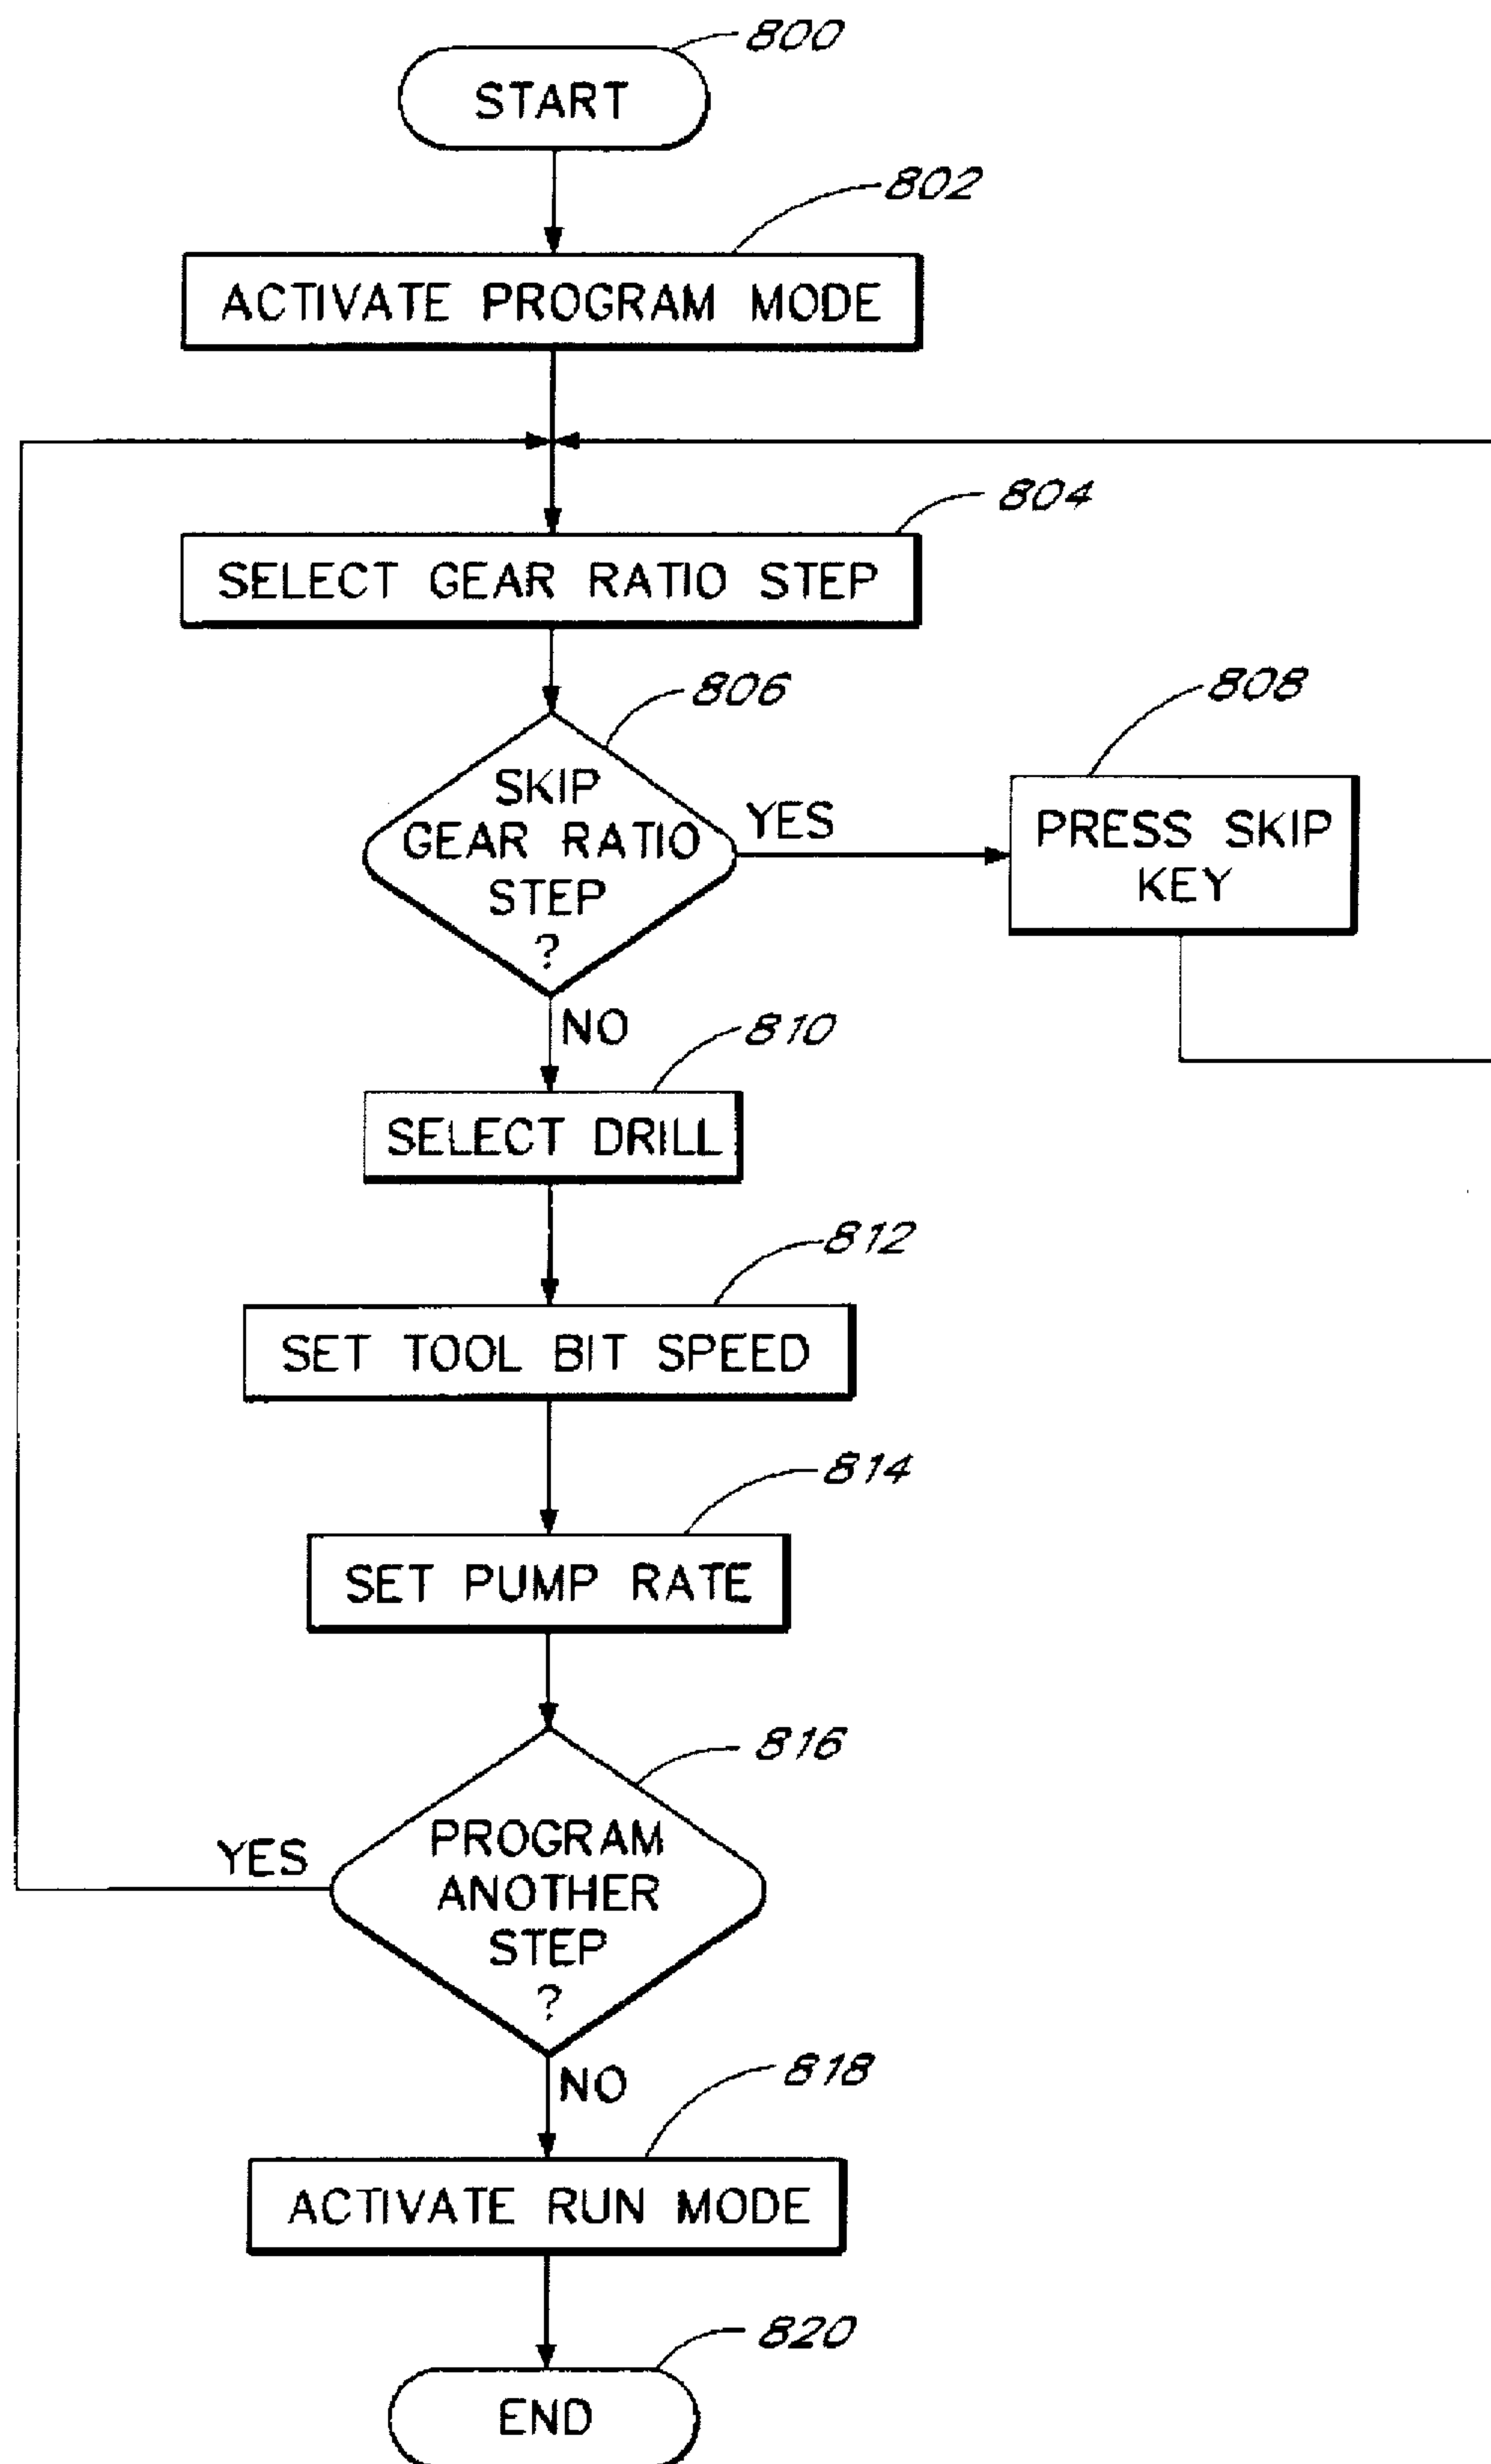 800
START
802
ACTIVATE PROGRAM MODE
804
SELECT GEAR RATIO STEP
806
SKIP
GEAR RATIO
STEP
?
YES
808
PRESS SKIP
KEY
NO
810
SELECT DRILL
812
SET TOOL BIT SPEED
814
SET PUMP RATE
816
PROGRAM
ANOTHER
STEP
?
YES
NO
818
ACTIVATE RUN MODE
820
END